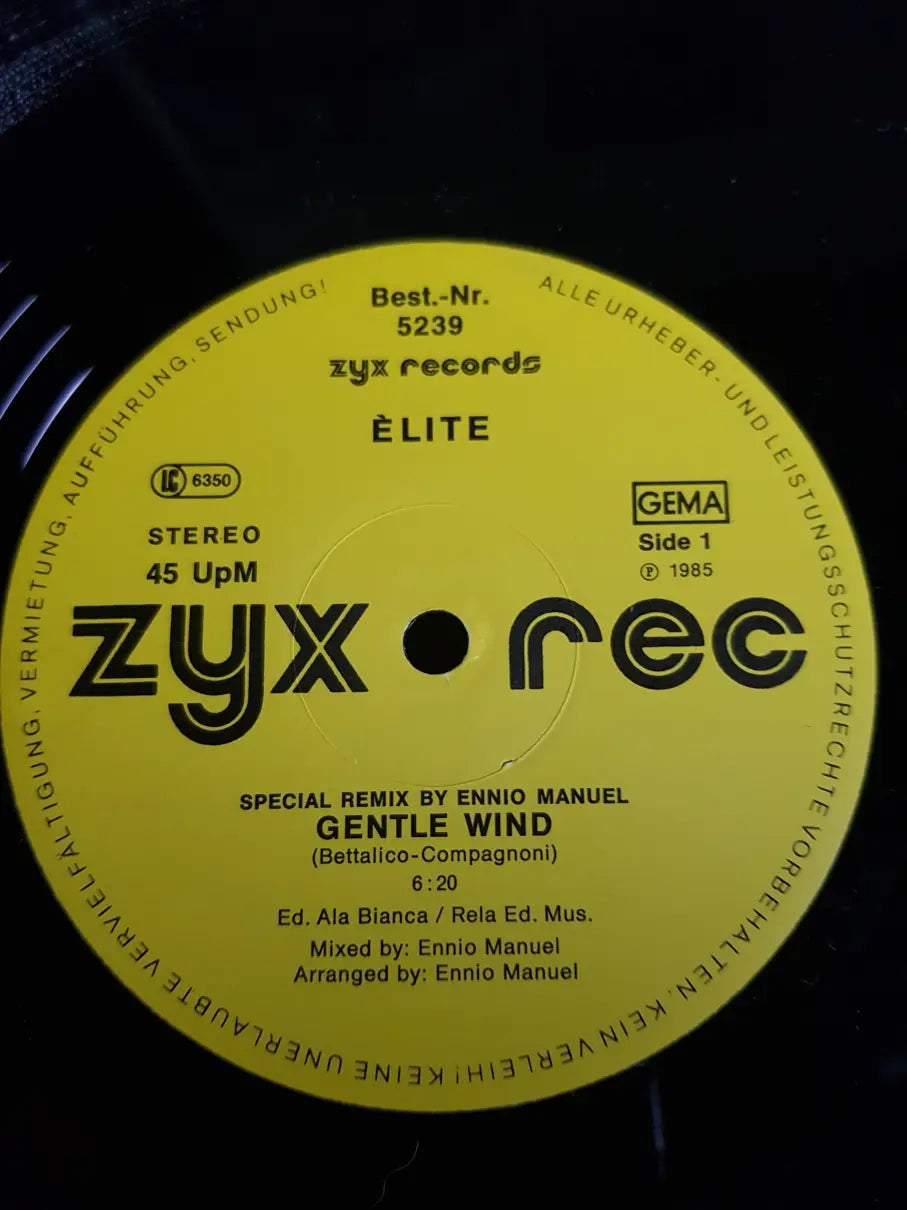 Best.-Nr.
5239
zyx records
ÈLITE
LC 6350
STEREO
45 UpM
GEMA
Side 1
℗ 1985
zyx rec
SPECIAL REMIX BY ENNIO MANUEL
GENTLE WIND
(Bettalico-Compagnoni)
6:20
Ed. Ala Bianca / Rela Ed. Mus.
Mixed by: Ennio Manuel
Arranged by: Ennio Manuel
ALLE URHEBER- UND LEISTUNGSSCHUTZRECHTE VORBEHALTEN. KEIN VERLEIH! KEINE UNERLAUBTE VERVIELFÄLTIGUNG, VERMIETUNG, AUFFÜHRUNG, SENDUNG!